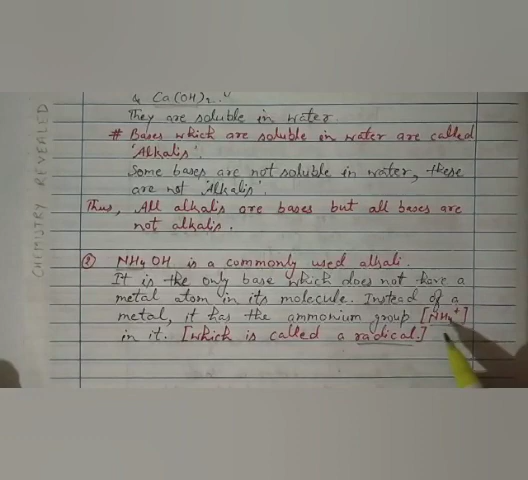 & Ca(OH)₂."
They are soluble in water.
# Bases which are soluble in water are called
'Alkalis'.
Some bases are not soluble in water, these
are not 'Alkalis'.
Thus, All alkalis are bases but all bases are
not alkalis.
② NH₄OH is a commonly used alkali.
It is the only base which does not have a
metal atom in its molecule. Instead of a
metal, it has the ammonium group [NH₄⁺]
in it. [Which is called a radical.]
CHEMISTRY REVEALED